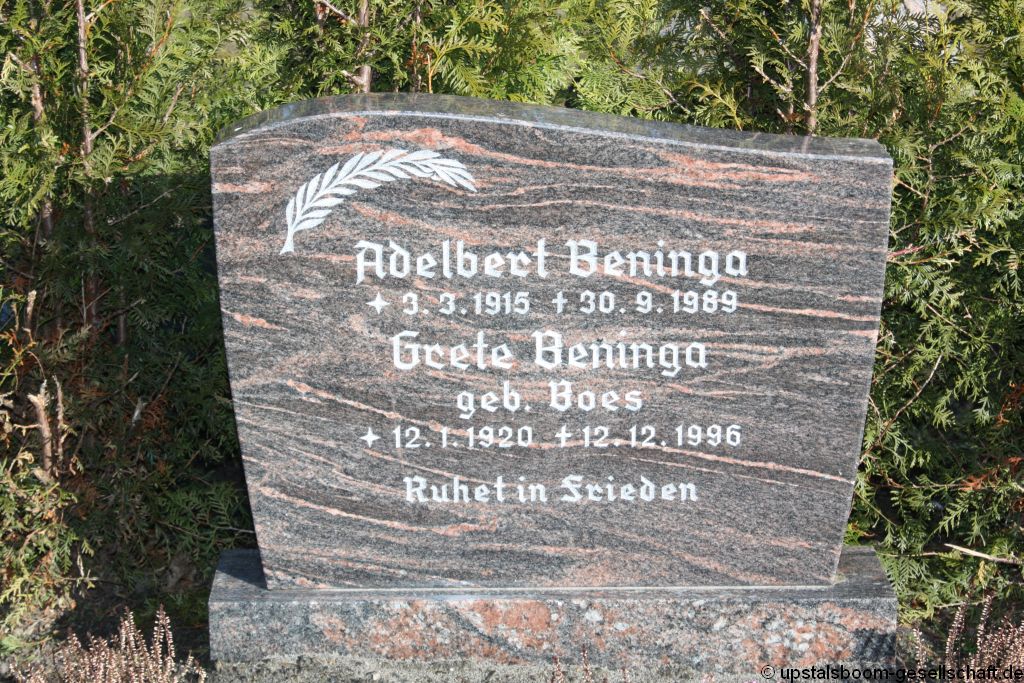 Adelbert Beninga
✦ 3. 3. 1915 † 30. 9. 1989
Grete Beninga
geb. Boes
✦ 12. 1. 1920 † 12. 12. 1996
Ruhet in Frieden
© upstalsboom-gesellschaft.de